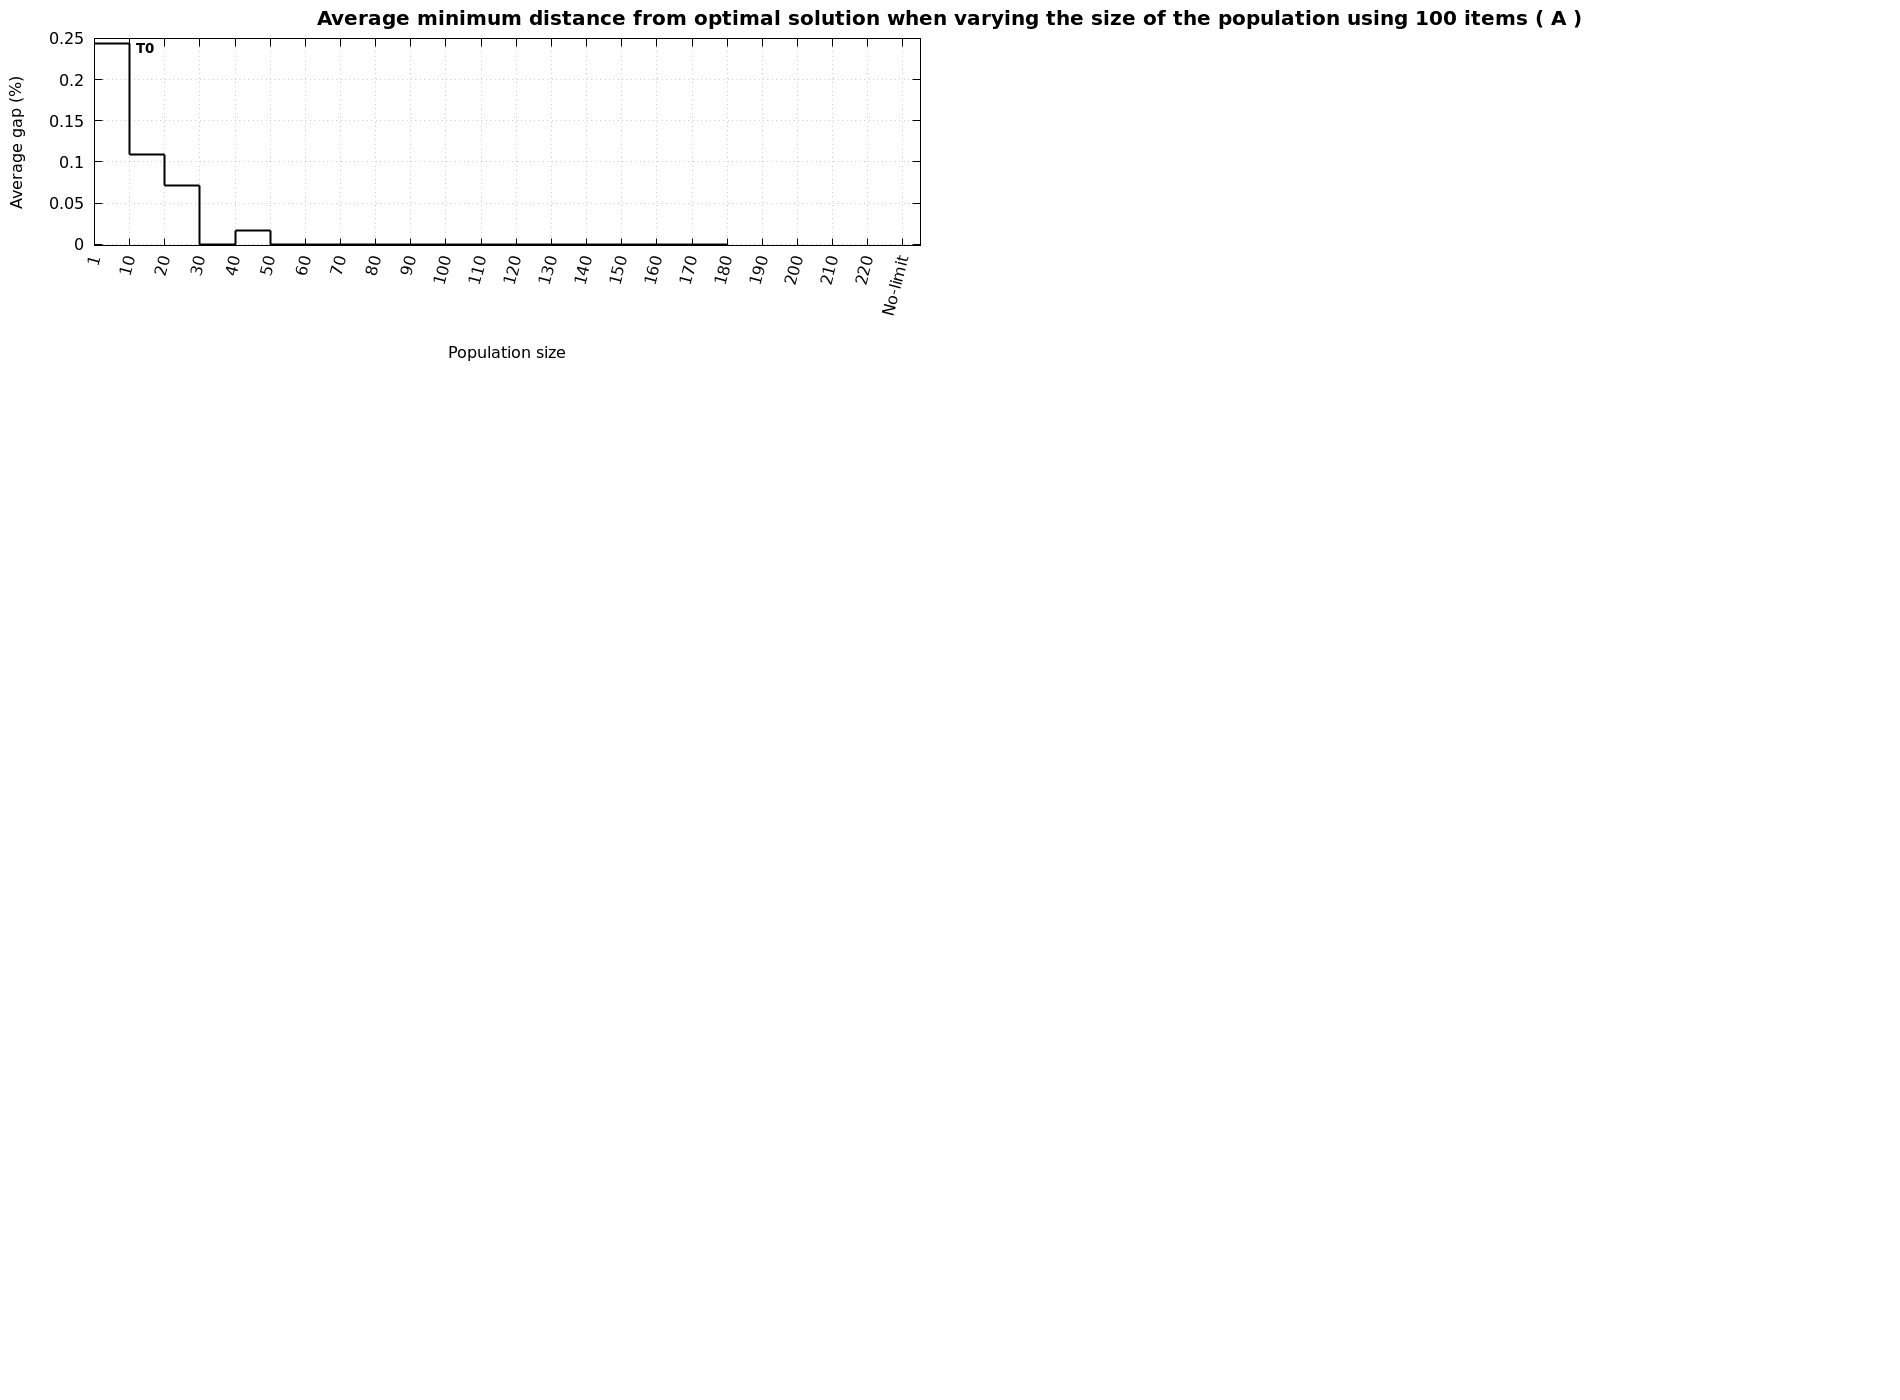 Average minimum distance from optimal solution when varying the size of the population using 100 items ( A )
T0
Average gap (%)
0.25
0.2
0.15
0.1
0.05
0
1 10 20 30 40 50 60 70 80 90 100 110 120 130 140 150 160 170 180 190 200 210 220 No-limit
Population size